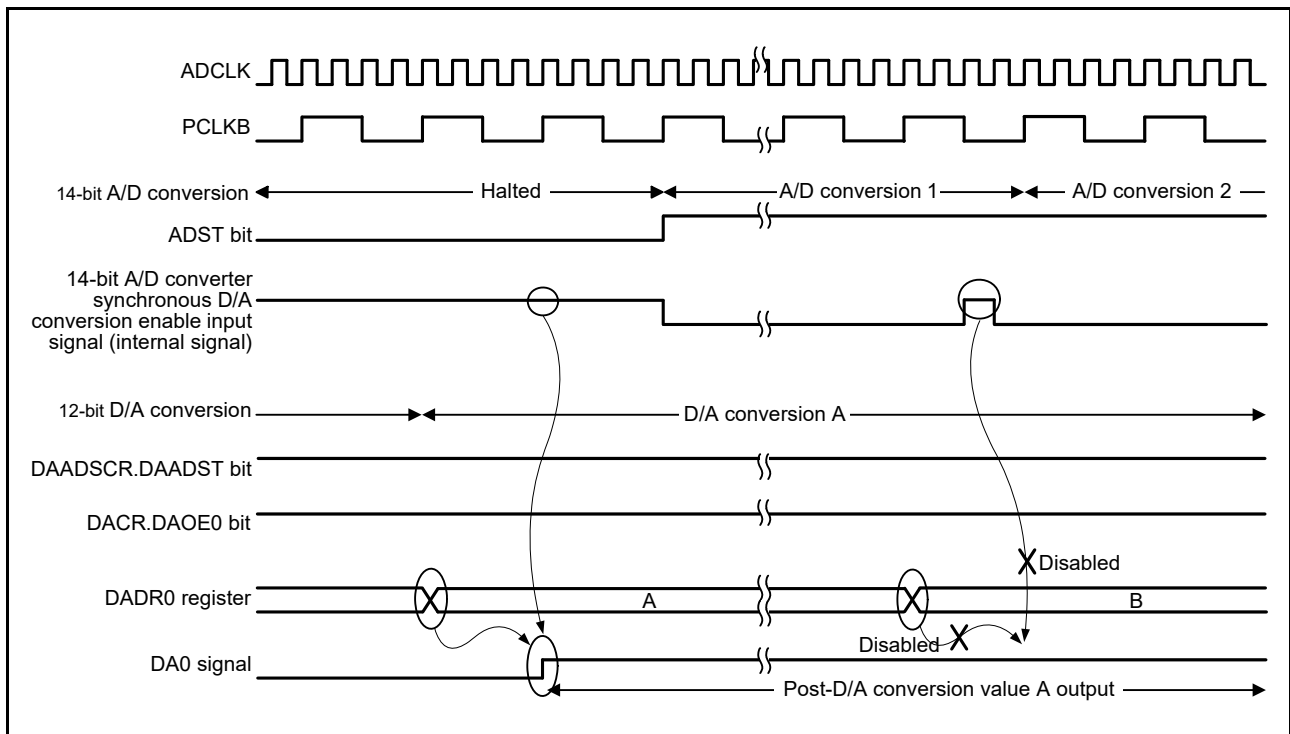 ADCLK
PCLKB
14-bit A/D conversion
Halted
A/D conversion 1
A/D conversion 2
ADST bit
14-bit A/D converter
synchronous D/A
conversion enable input
signal (internal signal)
12-bit D/A conversion
D/A conversion A
DAADSCR.DAADST bit
DACR.DAOE0 bit
Disabled
DADR0 register
A
B
Disabled
DA0 signal
Post-D/A conversion value A output